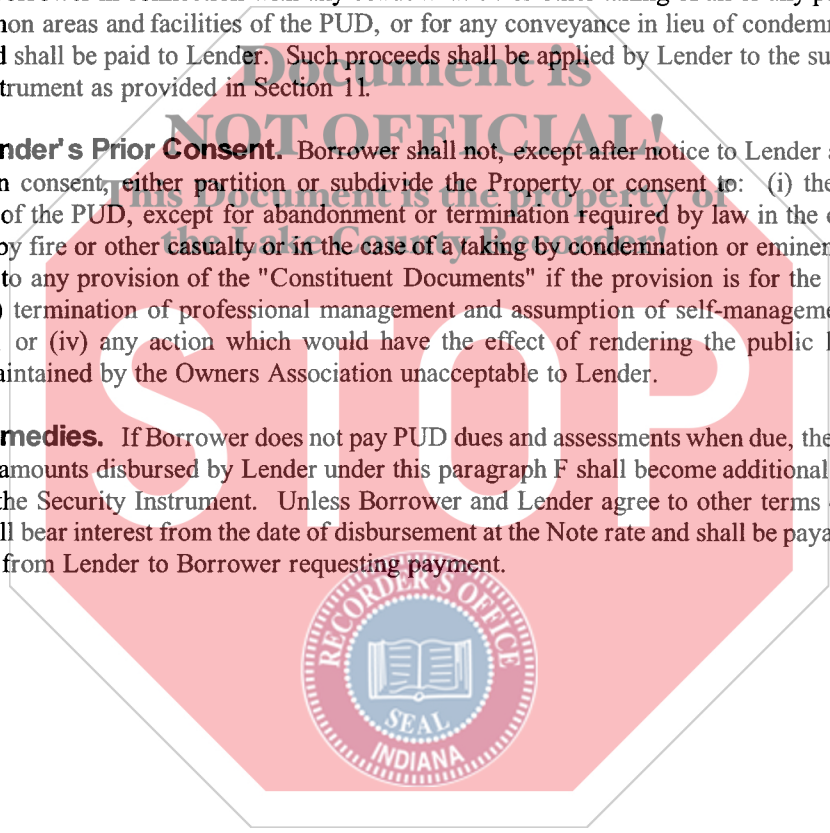 non areas and facilities of the PUD, or for any conveyance in lieu of condemn
d shall be paid to Lender. Such proceeds shall be applied by Lender to the su
trument as provided in Section 11.
Document is
NOT OFFICIAL!
This Document is the property of
the Lake County Recorder!
nder's Prior Consent. Borrower shall not, except after notice to Lender a
n consent, either partition or subdivide the Property or consent to: (i) the
of the PUD, except for abandonment or termination required by law in the
by fire or other casualty or in the case of a taking by condemnation or eminen
to any provision of the "Constituent Documents" if the provision is for the
) termination of professional management and assumption of self-manageme
or (iv) any action which would have the effect of rendering the public l
aintained by the Owners Association unacceptable to Lender.
STOP
medies. If Borrower does not pay PUD dues and assessments when due, the
amounts disbursed by Lender under this paragraph F shall become additional
the Security Instrument. Unless Borrower and Lender agree to other terms
ll bear interest from the date of disbursement at the Note rate and shall be paya
from Lender to Borrower requesting payment.
RECORDER'S OFFICE
SEAL
INDIANA